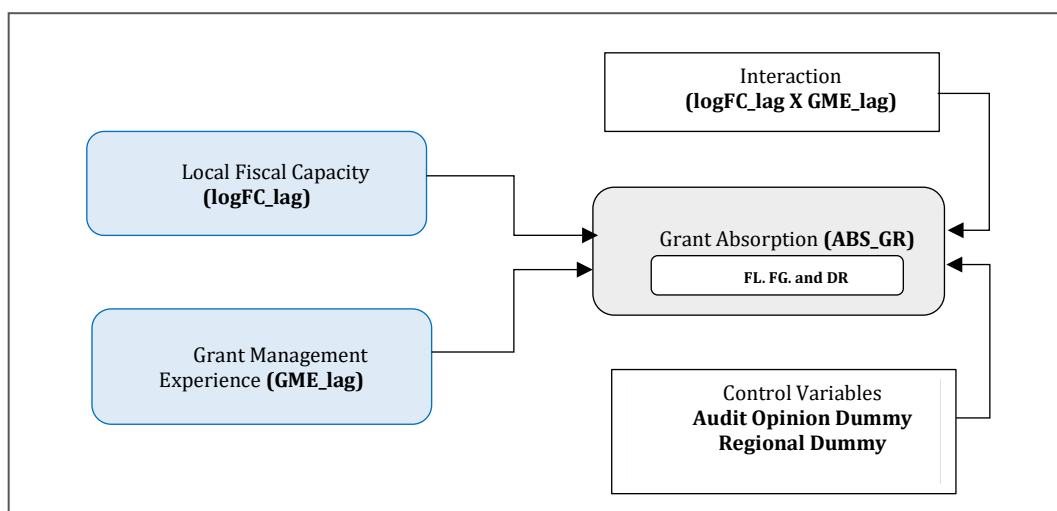 Interaction
(logFC_lag X GME_lag)
Local Fiscal Capacity
(logFC_lag)
Grant Absorption (ABS_GR)
FL. FG. and DR
Grant Management
Experience (GME_lag)
Control Variables
Audit Opinion Dummy
Regional Dummy